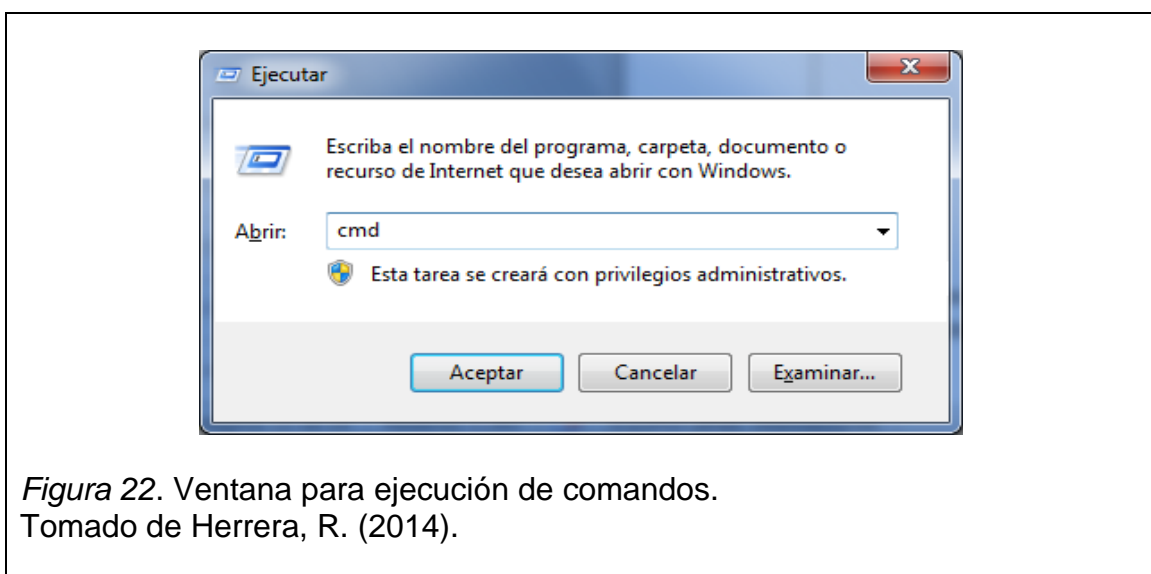 Ejecutar
Escriba el nombre del programa, carpeta, documento o
recurso de Internet que desea abrir con Windows.
Abrir: cmd
Esta tarea se creará con privilegios administrativos.
Aceptar Cancelar Examinar...
Figura 22. Ventana para ejecución de comandos.
Tomado de Herrera, R. (2014).